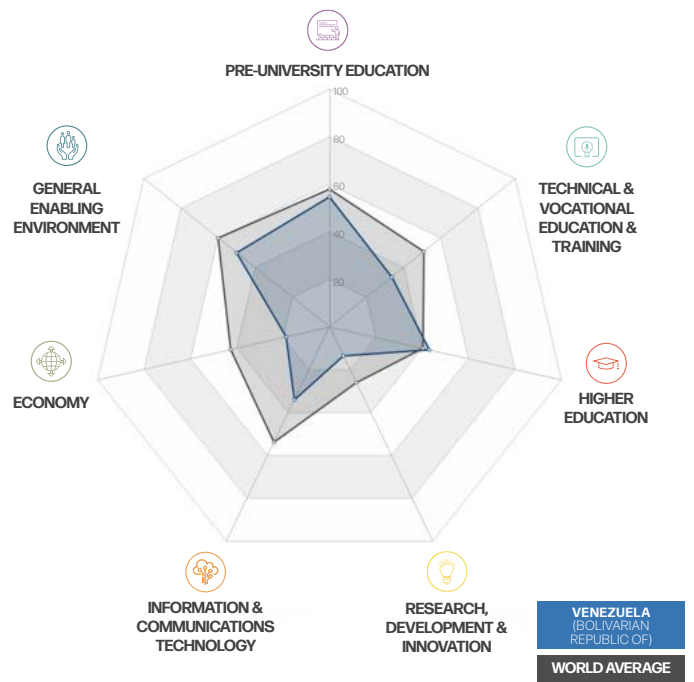 PRE-UNIVERSITY EDUCATION
100
80
60
40
20
GENERAL
ENABLING
ENVIRONMENT
TECHNICAL &
VOCATIONAL
EDUCATION &
TRAINING
ECONOMY
HIGHER
EDUCATION
INFORMATION &
COMMUNICATIONS
TECHNOLOGY
RESEARCH,
DEVELOPMENT &
INNOVATION
VENEZUELA
(BOLIVARIAN
REPUBLIC OF)
WORLD AVERAGE